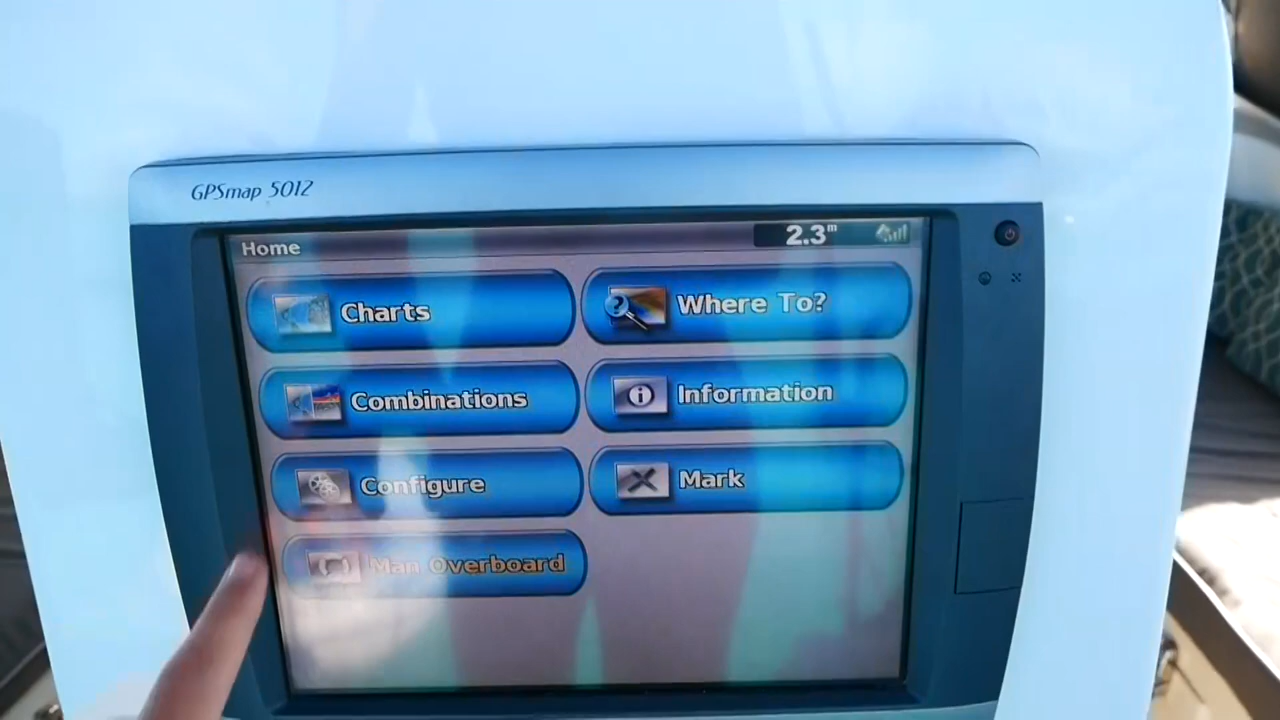 GPSmap 5012
Home
2.3m
Charts
Where To?
Combinations
Information
Configure
Mark
Man Overboard